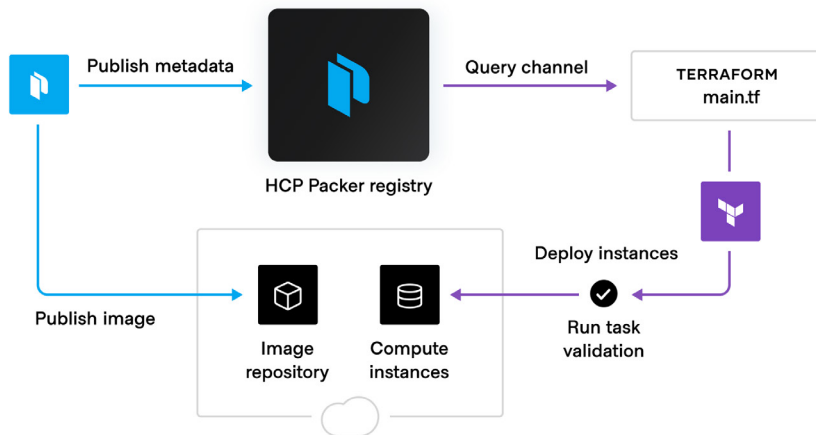 Publish metadata
Query channel
TERRAFORM
main.tf
HCP Packer registry
Deploy instances
Publish image
Run task
validation
Image
repository
Compute
instances